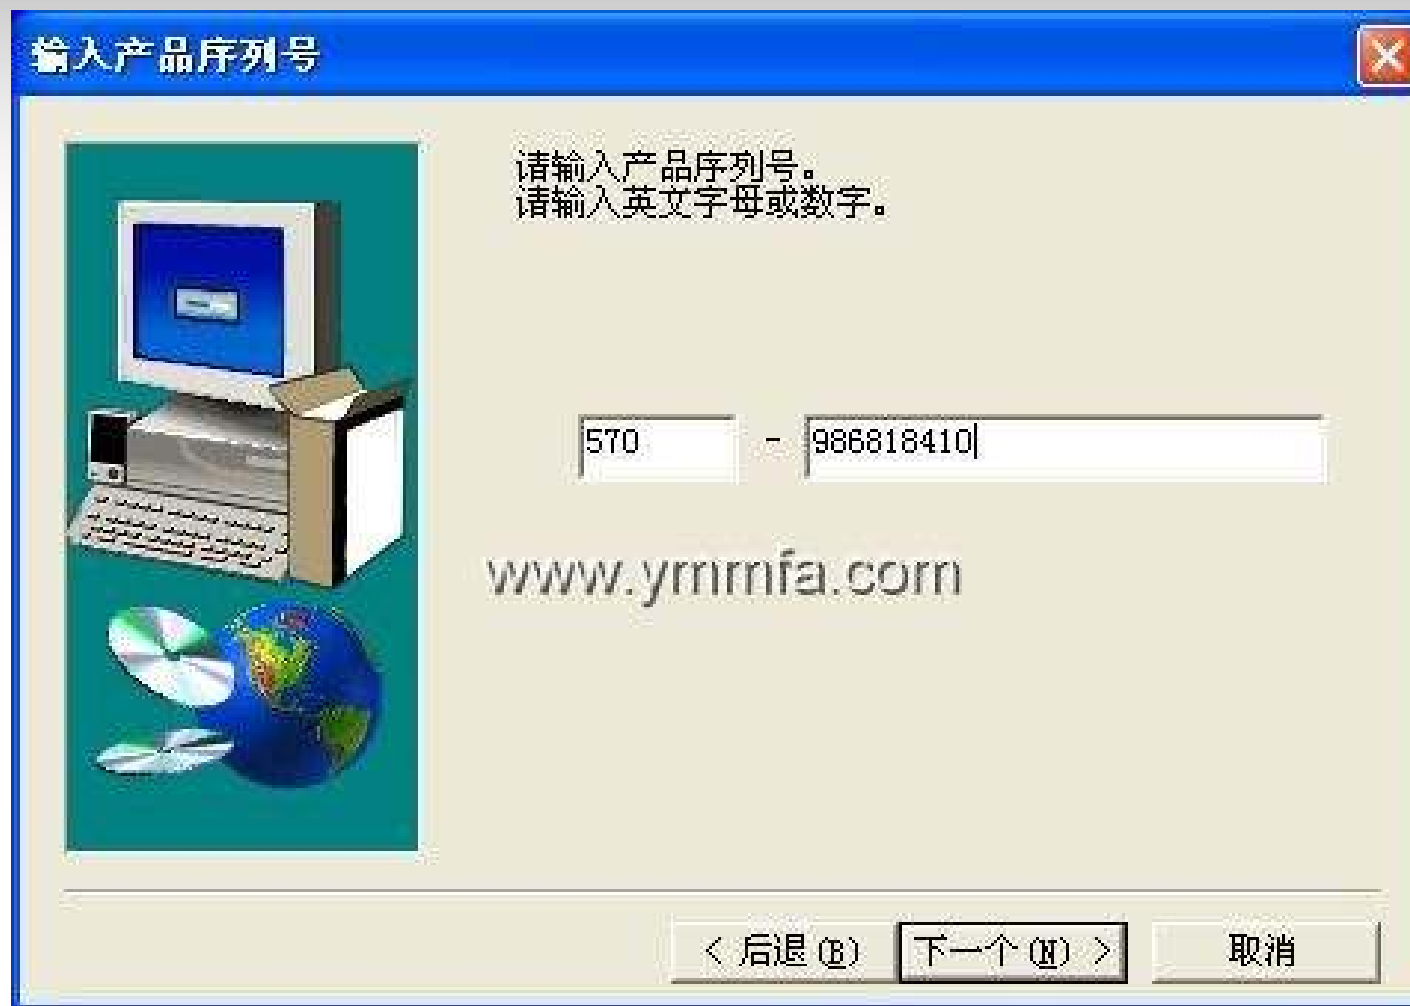 输入产品序列号
请输入产品序列号。
请输入英文字母或数字。
570 - 986818410
www.ymmfa.com
< 后退(B) 下一个(N) > 取消